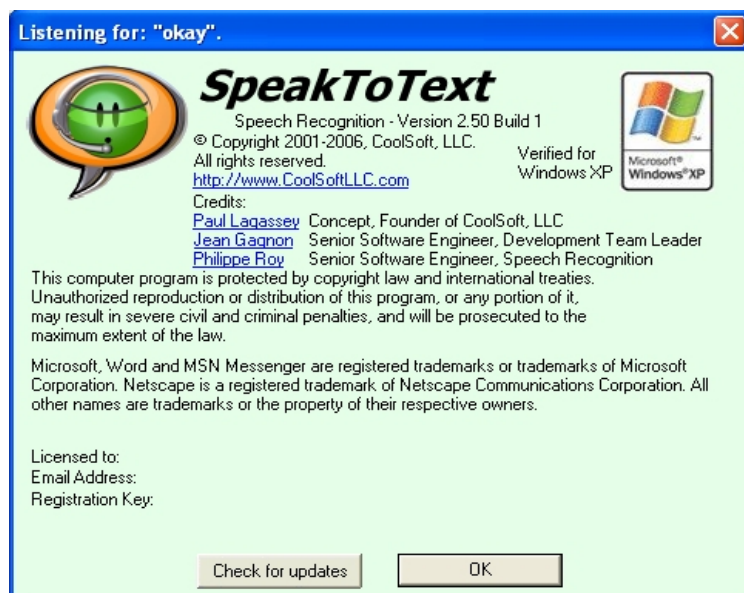 Listening for: "okay".
SpeakToText
Speech Recognition - Version 2.50 Build 1
© Copyright 2001-2006, CoolSoft, LLC.
All rights reserved.
http://www.CoolSoftLLC.com
Verified for
Windows XP
Microsoft®
Windows®XP
Credits:
Paul Lagassey Concept, Founder of CoolSoft, LLC
Jean Gagnon Senior Software Engineer, Development Team Leader
Philippe Roy Senior Software Engineer, Speech Recognition
This computer program is protected by copyright law and international treaties.
Unauthorized reproduction or distribution of this program, or any portion of it,
may result in severe civil and criminal penalties, and will be prosecuted to the
maximum extent of the law.
Microsoft, Word and MSN Messenger are registered trademarks or trademarks of Microsoft
Corporation. Netscape is a registered trademark of Netscape Communications Corporation. All
other names are trademarks or the property of their respective owners.
Licensed to:
Email Address:
Registration Key:
Check for updates
OK